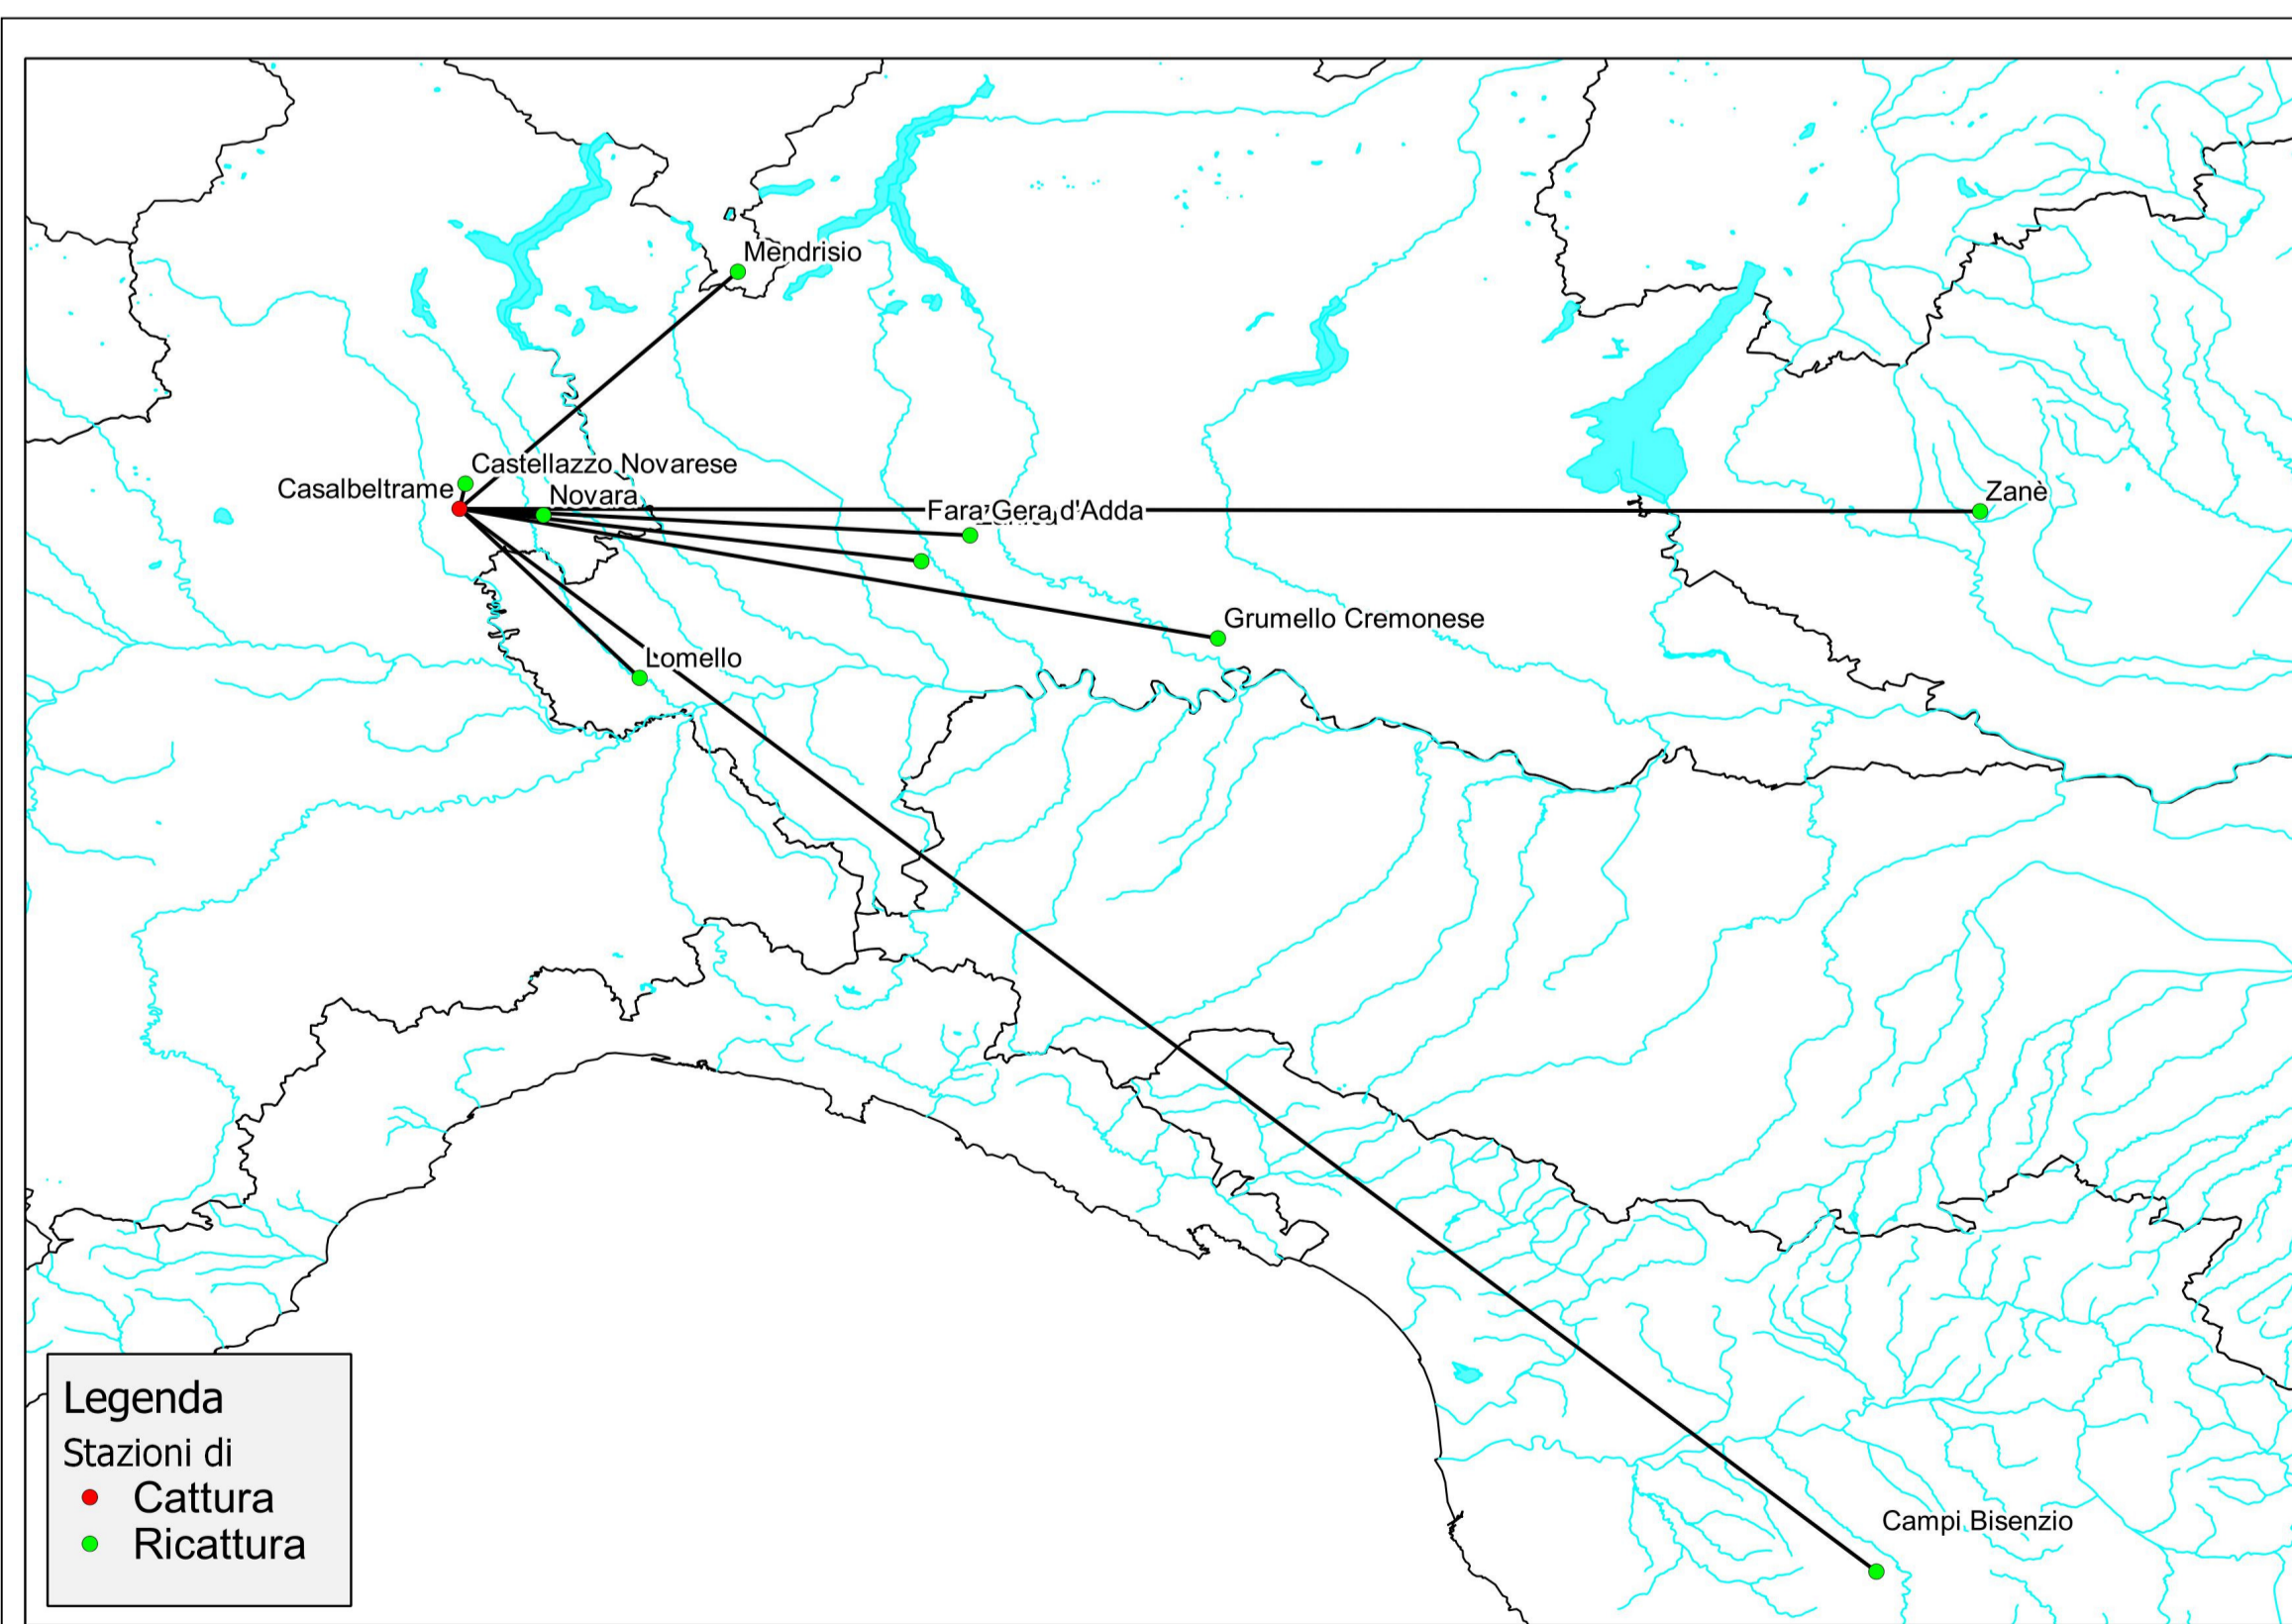 Mendrisio
Castellazzo Novarese
Casalbeltrame
Novara
Zanè
Fara Gera d'Adda
Grumello Cremonese
Lomello
Campi Bisenzio
Legenda
Stazioni di
Cattura
Ricattura